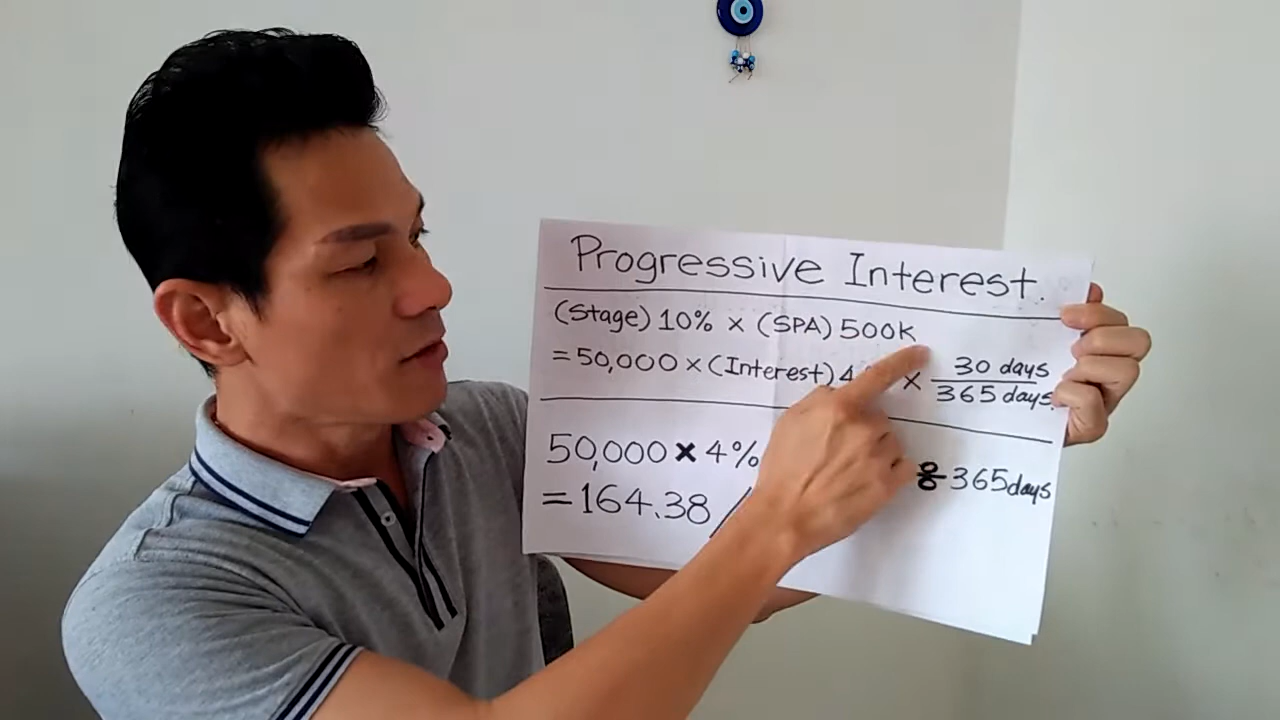 Progressive Interest.
(Stage) 10% × (SPA) 500K
= 50,000 × (Interest) 4 × 30 days
365 days.
50,000 × 4% ÷ 365days
= 164.38 /